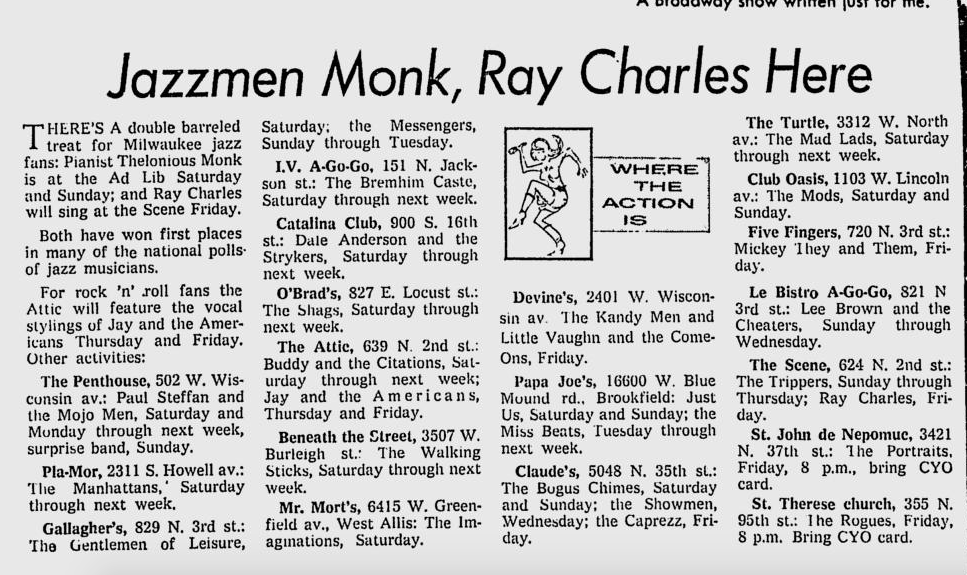 A Broadway show written just for me.
Jazzmen Monk, Ray Charles Here
THERE'S A double barreled
treat for Milwaukee jazz
fans: Pianist Thelonious Monk
is at the Ad Lib Saturday
and Sunday; and Ray Charles
will sing at the Scene Friday.
Both have won first places
in many of the national polls
of jazz musicians.
For rock 'n' roll fans the
Attic will feature the vocal
stylings of Jay and the Amer-
icans Thursday and Friday.
Other activities:
The Penthouse, 502 W. Wis-
consin av.: Paul Steffan and
the Mojo Men, Saturday and
Monday through next week,
surprise band, Sunday.
Pla-Mor, 2311 S. Howell av.:
The Manhattans, Saturday
through next week.
Gallagher's, 829 N. 3rd st.:
The Gentlemen of Leisure,
Saturday; the Messengers,
Sunday through Tuesday.
I.V. A-Go-Go, 151 N. Jack-
son st.: The Bremhim Caste,
Saturday through next week.
Catalina Club, 900 S. 16th
st.: Dale Anderson and the
Strykers, Saturday through
next week.
O'Brad's, 827 E. Locust st.:
The Shags, Saturday through
next week.
The Attic, 639 N. 2nd st.:
Buddy and the Citations, Sat-
urday through next week;
Jay and the Americans,
Thursday and Friday.
Beneath the Street, 3507 W.
Burleigh st.: The Walking
Sticks, Saturday through next
week.
Mr. Mort's, 6415 W. Green-
field av., West Allis: The Im-
aginations, Saturday.
WHERE
THE
ACTION
IS
Devine's, 2401 W. Wiscon-
sin av. The Kandy Men and
Little Vaughn and the Come-
Ons, Friday.
Papa Joe's, 16600 W. Blue
Mound rd., Brookfield: Just
Us, Saturday and Sunday; the
Miss Beats, Tuesday through
next week.
Claude's, 5048 N. 35th st.:
The Bogus Chimes, Saturday
and Sunday; the Showmen,
Wednesday; the Caprezz, Fri-
day.
The Turtle, 3312 W. North
av.: The Mad Lads, Saturday
through next week.
Club Oasis, 1103 W. Lincoln
av.: The Mods, Saturday and
Sunday.
Five Fingers, 720 N. 3rd st.:
Mickey They and Them, Fri-
day.
Le Bistro A-Go-Go, 821 N
3rd st.: Lee Brown and the
Cheaters, Sunday through
Wednesday.
The Scene, 624 N. 2nd st.:
The Trippers, Sunday through
Thursday; Ray Charles, Fri-
day.
St. John de Nepomuc, 3421
N. 37th st.: The Portraits,
Friday, 8 p.m., bring CYO
card.
St. Therese church, 355 N.
95th st.: The Rogues, Friday,
8 p.m. Bring CYO card.